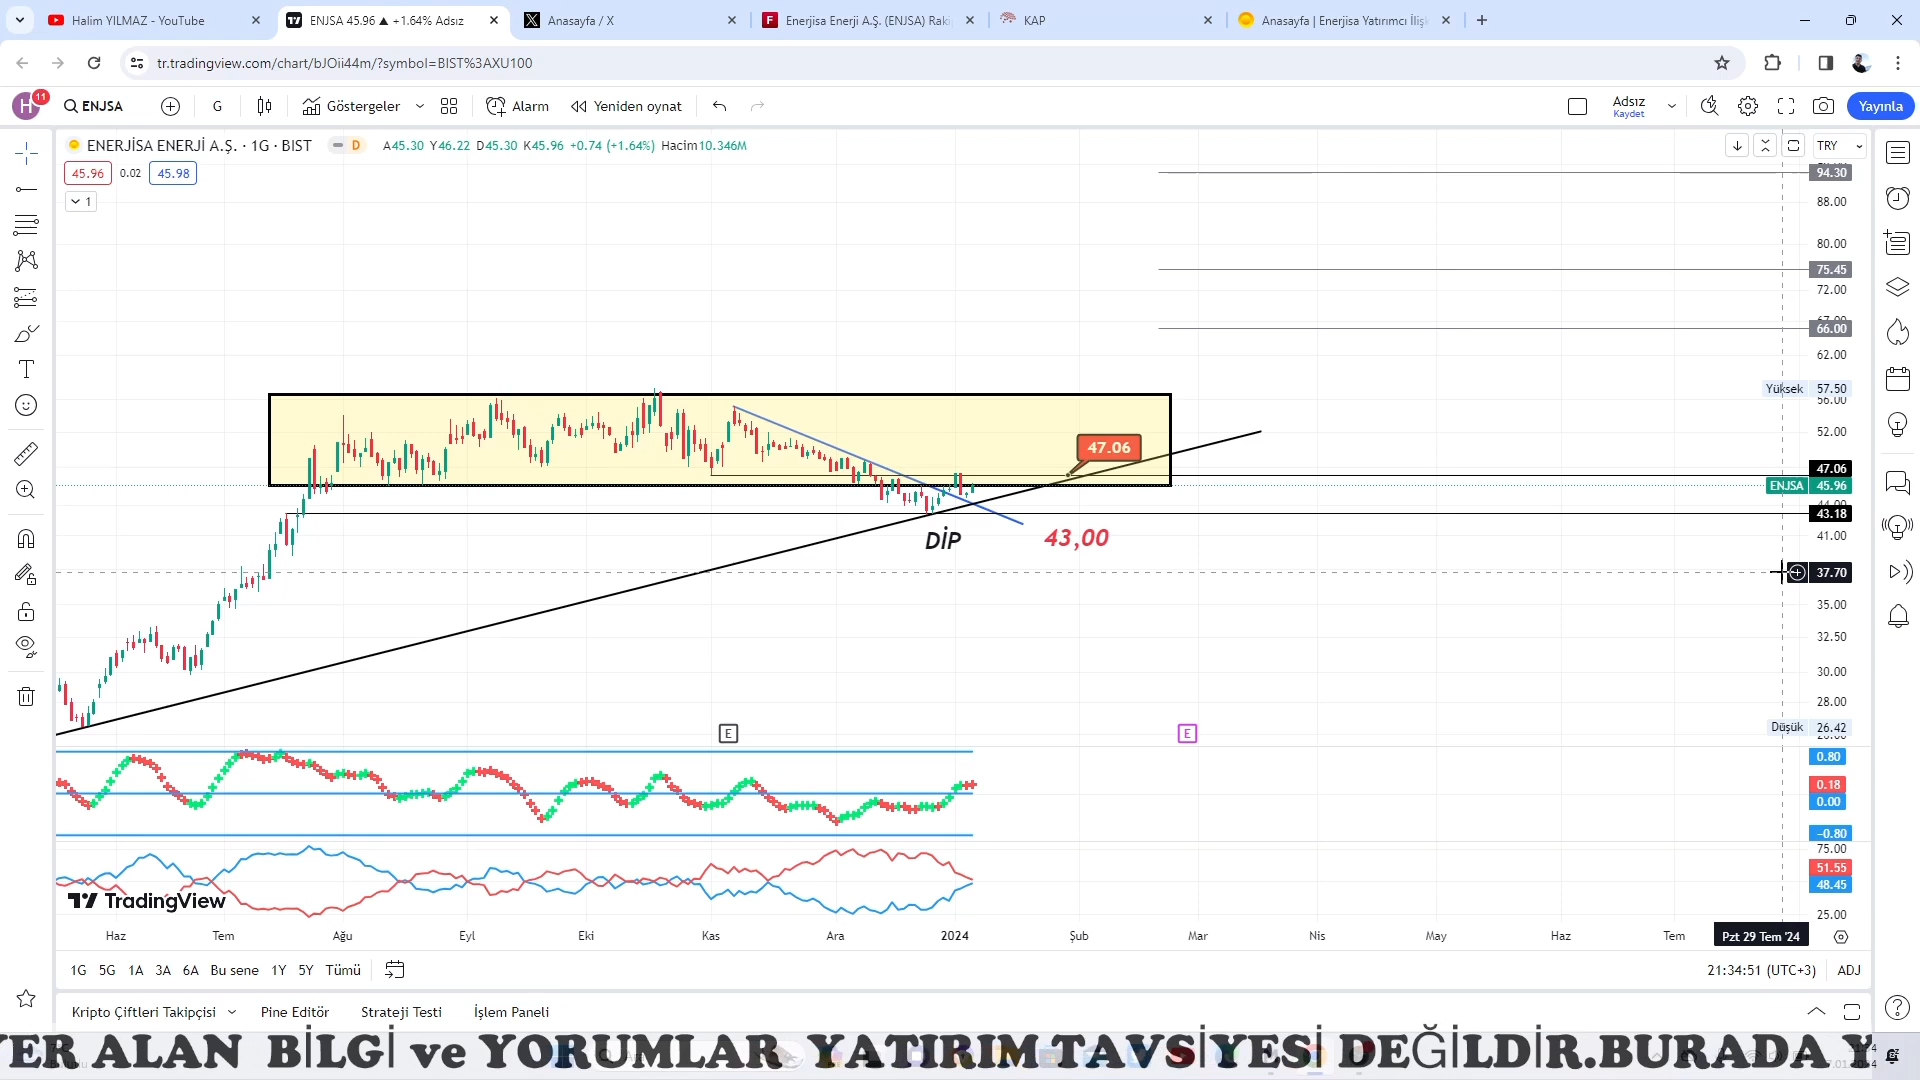 Halim YILMAZ - YouTube
ENJSA 45.96 ▲ +1.64% Adsız
Anasayfa / X
Enerjisa Enerji A.Ş. (ENJSA) Raki
KAP
Anasayfa | Enerjisa Yatırımcı İliş
tr.tradingview.com/chart/bJOii44m/?symbol=BIST%3AXU100
H 11
ENJSA
G
Göstergeler
Alarm
Yeniden oynat
Adsız
Kaydet
Yayınla
ENERJİSA ENERJİ A.Ş. · 1G · BIST
D
A45.30 Y46.22 D45.30 K45.96 +0.74 (+1.64%) Hacim10.346M
TRY
45.96 0.02 45.98
1
94.30
88.00
80.00
75.45
72.00
66.00
62.00
Yüksek 57.50
56.00
52.00
47.06
47.06
ENJSA 45.96
44.00
43.18
DİP
43,00
41.00
37.70
35.00
32.50
30.00
28.00
Düşük 26.42
E
E
0.80
0.18
0.00
−0.80
75.00
51.55
48.45
25.00
TradingView
Haz Tem Ağu Eyl Eki Kas Ara 2024 Şub Mar Nis May Haz Tem Pzt 29 Tem '24
1G 5G 1A 3A 6A Bu sene 1Y 5Y Tümü
21:34:51 (UTC+3) ADJ
Kripto Çiftleri Takipçisi Pine Editör Strateji Testi İşlem Paneli
YER ALAN BİLGİ ve YORUMLAR YATIRIM TAVSİYESİ DEĞİLDİR.BURADA Y